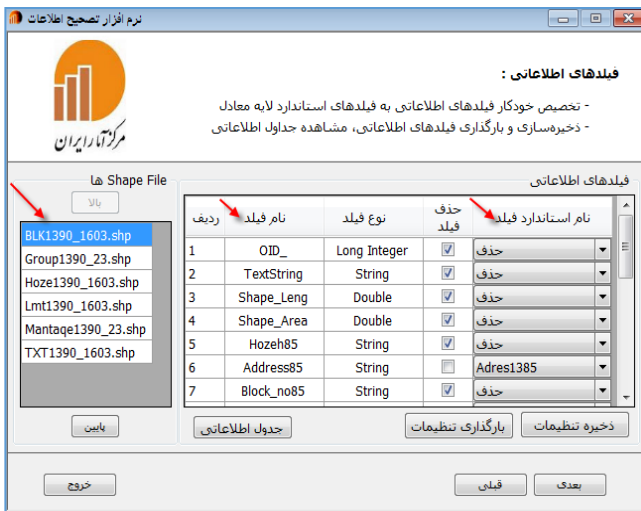 نرم افزار تصحیح اطلاعات
فیلدهای اطلاعاتی :
- تخصیص خودکار فیلدهای اطلاعاتی به فیلدهای استاندارد لایه معادل
- ذخیره‌سازی و بارگذاری فیلدهای اطلاعاتی، مشاهده جداول اطلاعاتی
مرکز آمار ایران
Shape File ها
بالا
BLK1390_1603.shp
Group1390_23.shp
Hoze1390_1603.shp
Lmt1390_1603.shp
Mantaqe1390_23.shp
TXT1390_1603.shp
پایین
فیلدهای اطلاعاتی
ردیف نام فیلد نوع فیلد حذف فیلد نام استاندارد فیلد
1 OID_ Long Integer حذف
2 TextString String حذف
3 Shape_Leng Double حذف
4 Shape_Area Double حذف
5 Hozeh85 String حذف
6 Address85 String Adres1385
7 Block_no85 String حذف
جدول اطلاعاتی بارگذاری تنظیمات ذخیره تنظیمات
خروج قبلی بعدی